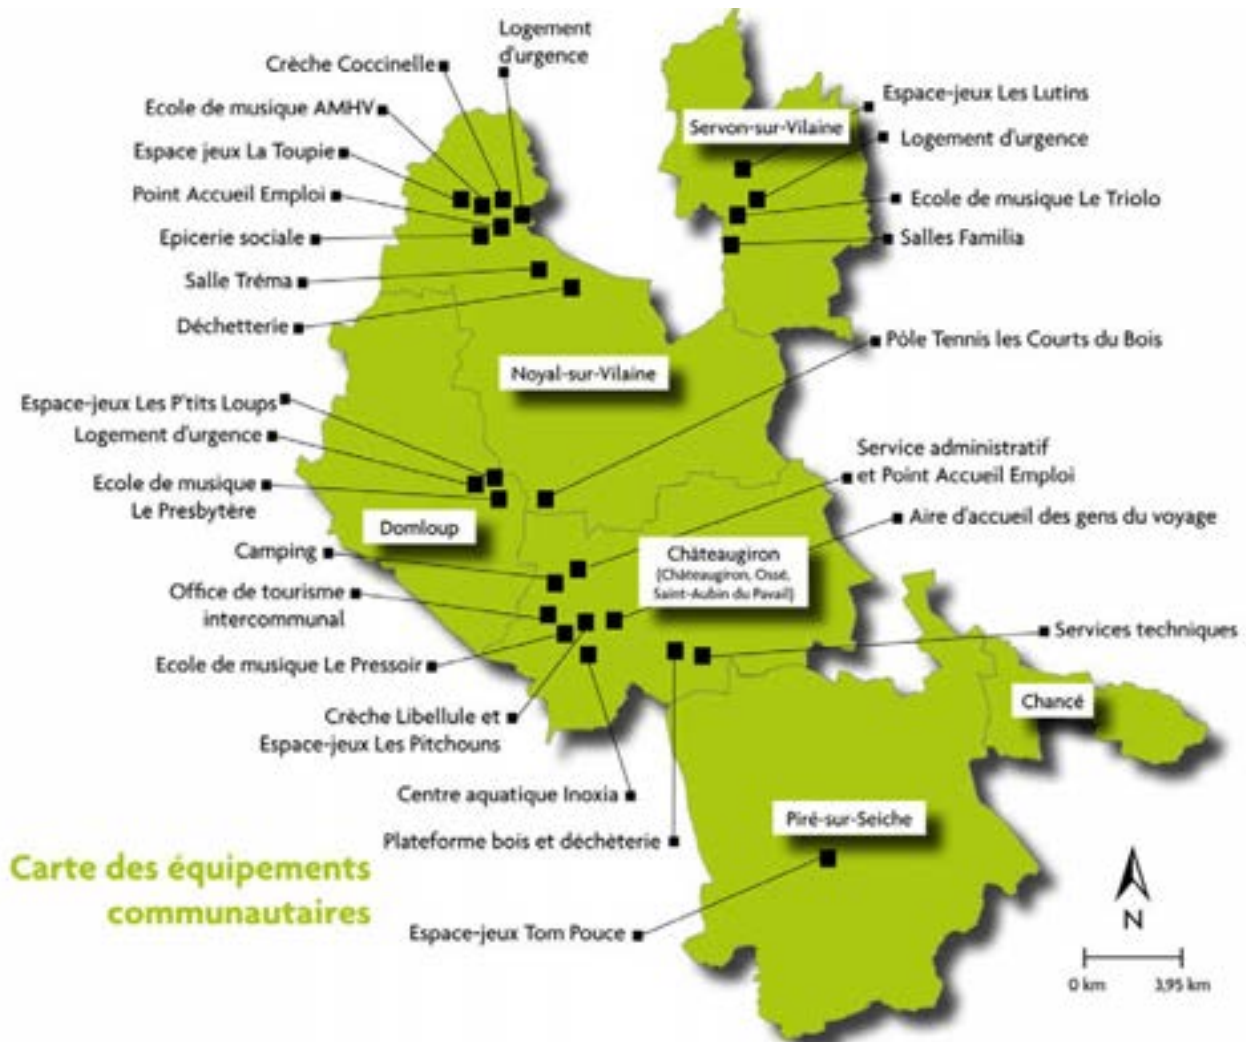 Logement
d'urgence
Crèche Coccinelle
Ecole de musique AMHV
Espace jeux La Toupie
Point Accueil Emploi
Epicerie sociale
Salle Tréma
Déchetterie
Espace-jeux Les Lutins
Servon-sur-Vilaine
Logement d'urgence
Ecole de musique Le Triolo
Salles Familia
Pôle Tennis les Courts du Bois
Noyal-sur-Vilaine
Espace-jeux Les P'tits Loups
Logement d'urgence
Ecole de musique
Le Presbytère
Domloup
Service administratif
et Point Accueil Emploi
Aire d'accueil des gens du voyage
Châteaugiron
(Châteaugiron, Ossé,
Saint-Aubin du Pavail)
Camping
Office de tourisme
intercommunal
Ecole de musique Le Pressoir
Services techniques
Crèche Libellule et
Espace-jeux Les Pitchouns
Chancé
Centre aquatique Inoxia
Plateforme bois et déchèterie
Piré-sur-Seiche
Carte des équipements
communautaires
Espace-jeux Tom Pouce
N
0 km
3,95 km